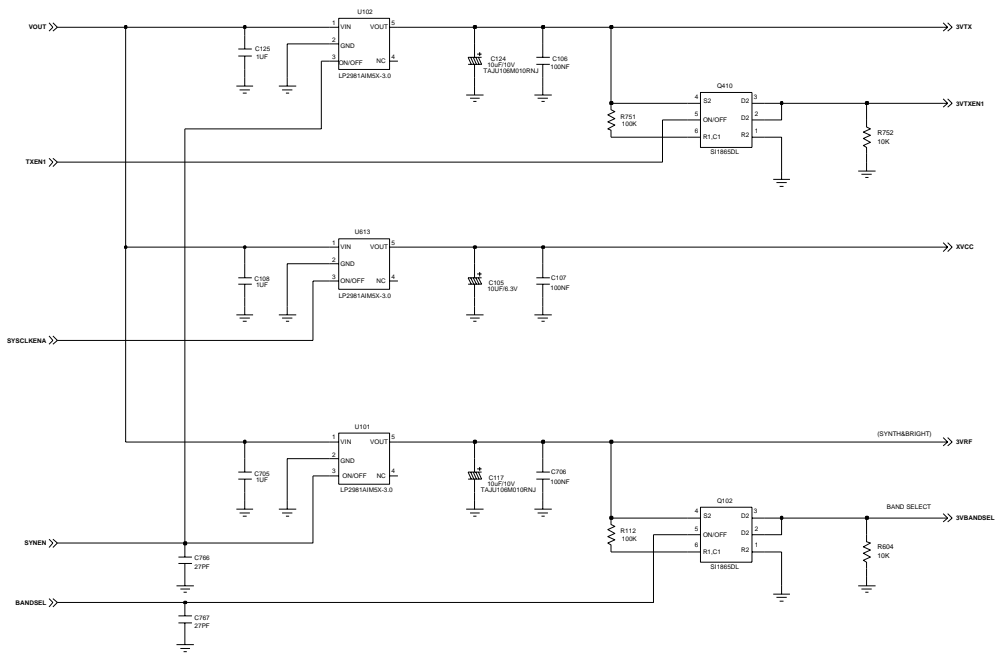 U102
VOUT
1
VIN
VOUT
5
3VTX
2
GND
3
ON/OFF
NC
4
LP2981AIM5X-3.0
C125
1UF
C124
10uF/10V
TAJU106M010RNJ
C106
100NF
Q410
4
S2
D2
3
3VTXEN1
5
ON/OFF
D2
2
6
R1,C1
R2
1
SI1865DL
R751
100K
R752
10K
TXEN1
U613
1
VIN
VOUT
5
XVCC
2
GND
3
ON/OFF
NC
4
LP2981AIM5X-3.0
C108
1UF
C105
10UF/6.3V
C107
100NF
SYSCLKENA
U101
1
VIN
VOUT
5
(SYNTH&BRIGHT)
3VRF
2
GND
3
ON/OFF
NC
4
LP2981AIM5X-3.0
C705
1UF
C117
10uF/10V
TAJU106M010RNJ
C706
100NF
Q102
BAND SELECT
4
S2
D2
3
3VBANDSEL
5
ON/OFF
D2
2
6
R1,C1
R2
1
SI1865DL
R112
100K
R604
10K
SYNEN
C766
27PF
BANDSEL
C767
27PF